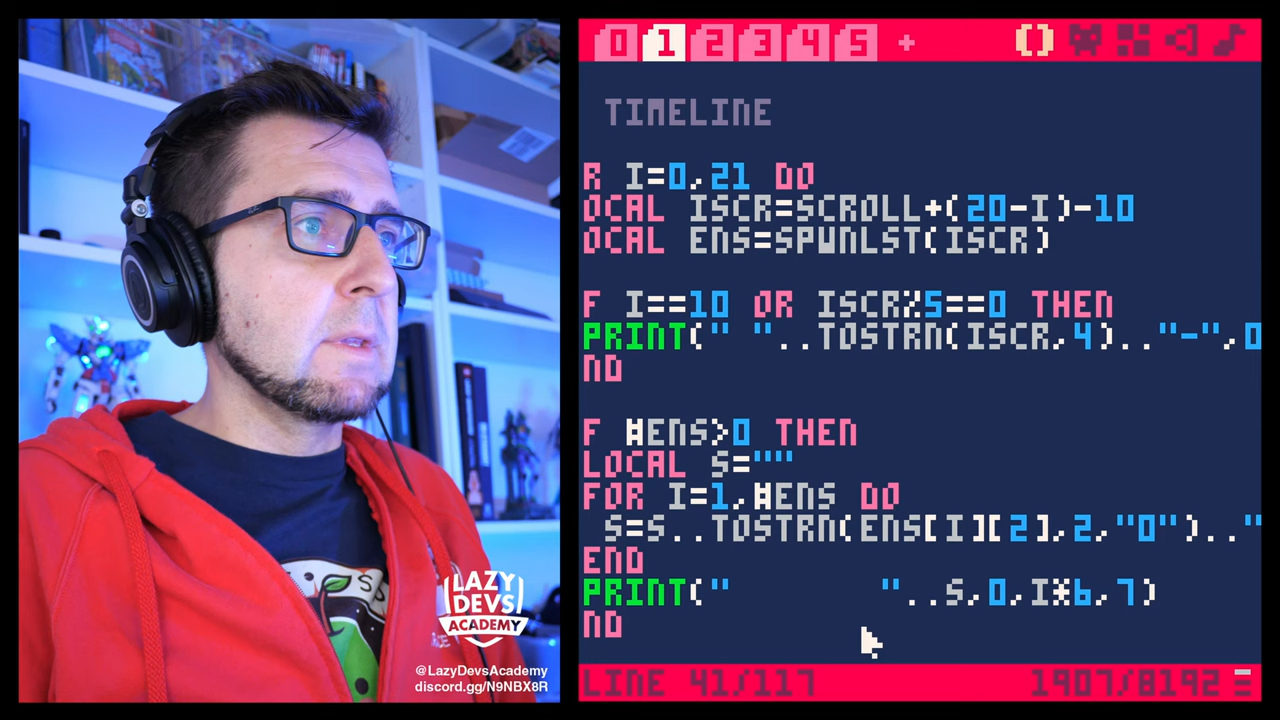 0 1 2 3 4 5 +
TIMELINE
R I=0,21 DO
OCAL ISCR=SCROLL+(20-I)-10
OCAL ENS=SPWNLST(ISCR)
F I==10 OR ISCR%5==0 THEN
PRINT(" "..TOSTRN(ISCR,4).."-",0
ND
F #ENS>0 THEN
LOCAL S=""
FOR I=1,#ENS DO
S=S..TOSTRN(ENS[I][2],2,"0").."
END
PRINT("        "..S,0,I*6,7)
ND
LINE 41/117
1907/8192
LAZY
DEVS
ACADEMY
@LazyDevsAcademy
discord.gg/N9NBX8R